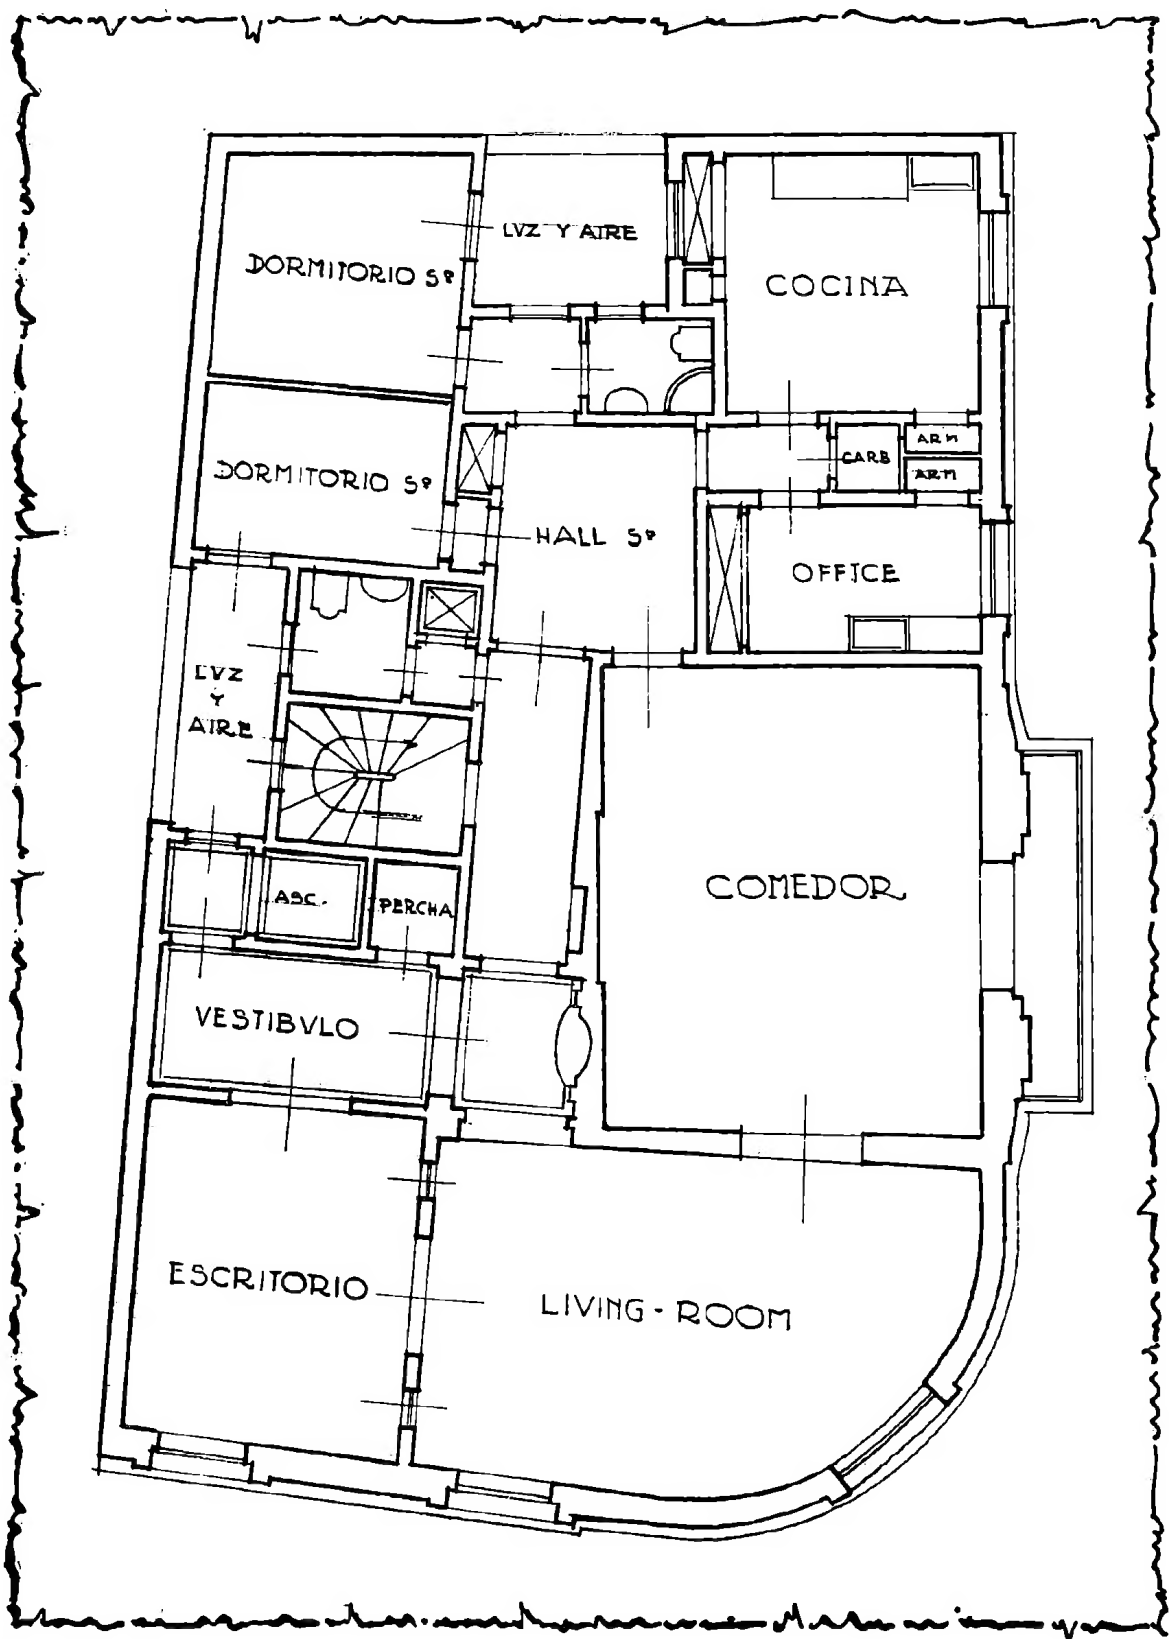 LVZ Y AIRE
DORMITORIO Sº
COCINA
DORMITORIO Sº
CARB
ARM
ARM
HALL Sº
OFFICE
LVZ
Y
AIRE
COMEDOR
ASC.
PERCHA
VESTIBVLO
ESCRITORIO
LIVING-ROOM